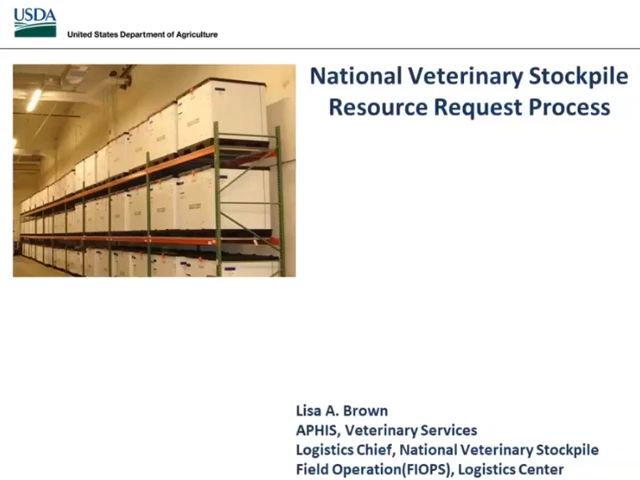 USDA
United States Department of Agriculture
National Veterinary Stockpile
Resource Request Process
Lisa A. Brown
APHIS, Veterinary Services
Logistics Chief, National Veterinary Stockpile
Field Operation(FIOPS), Logistics Center